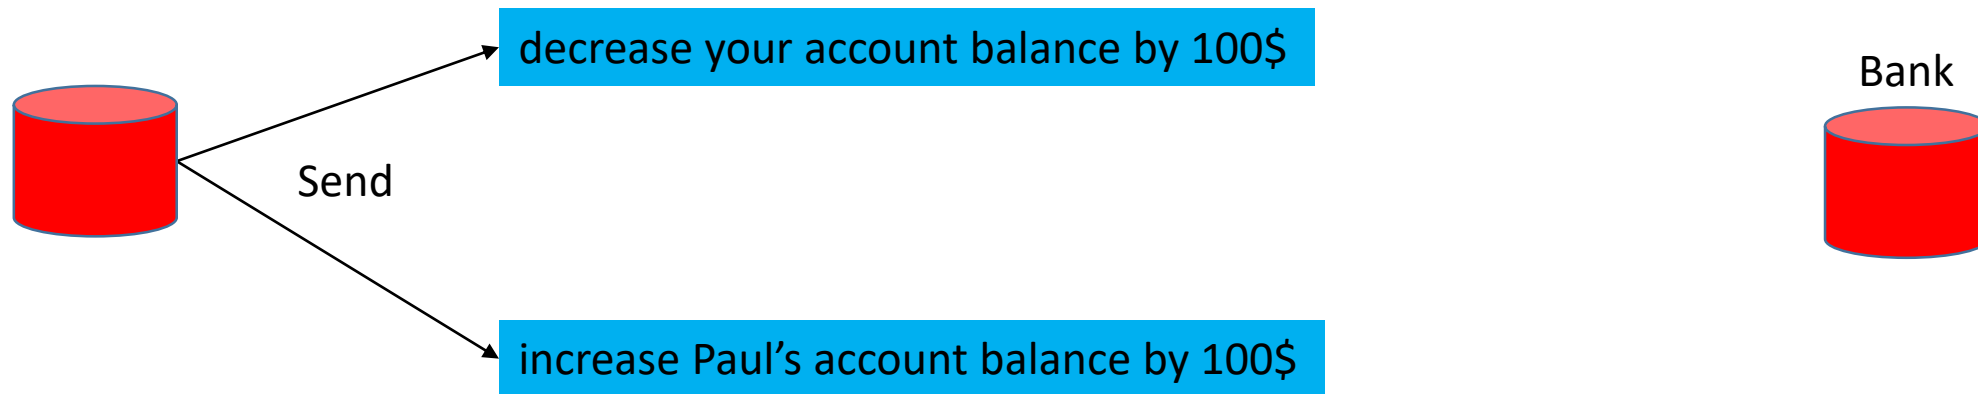 decrease your account balance by 100$
Bank
Send
increase Paul’s account balance by 100$